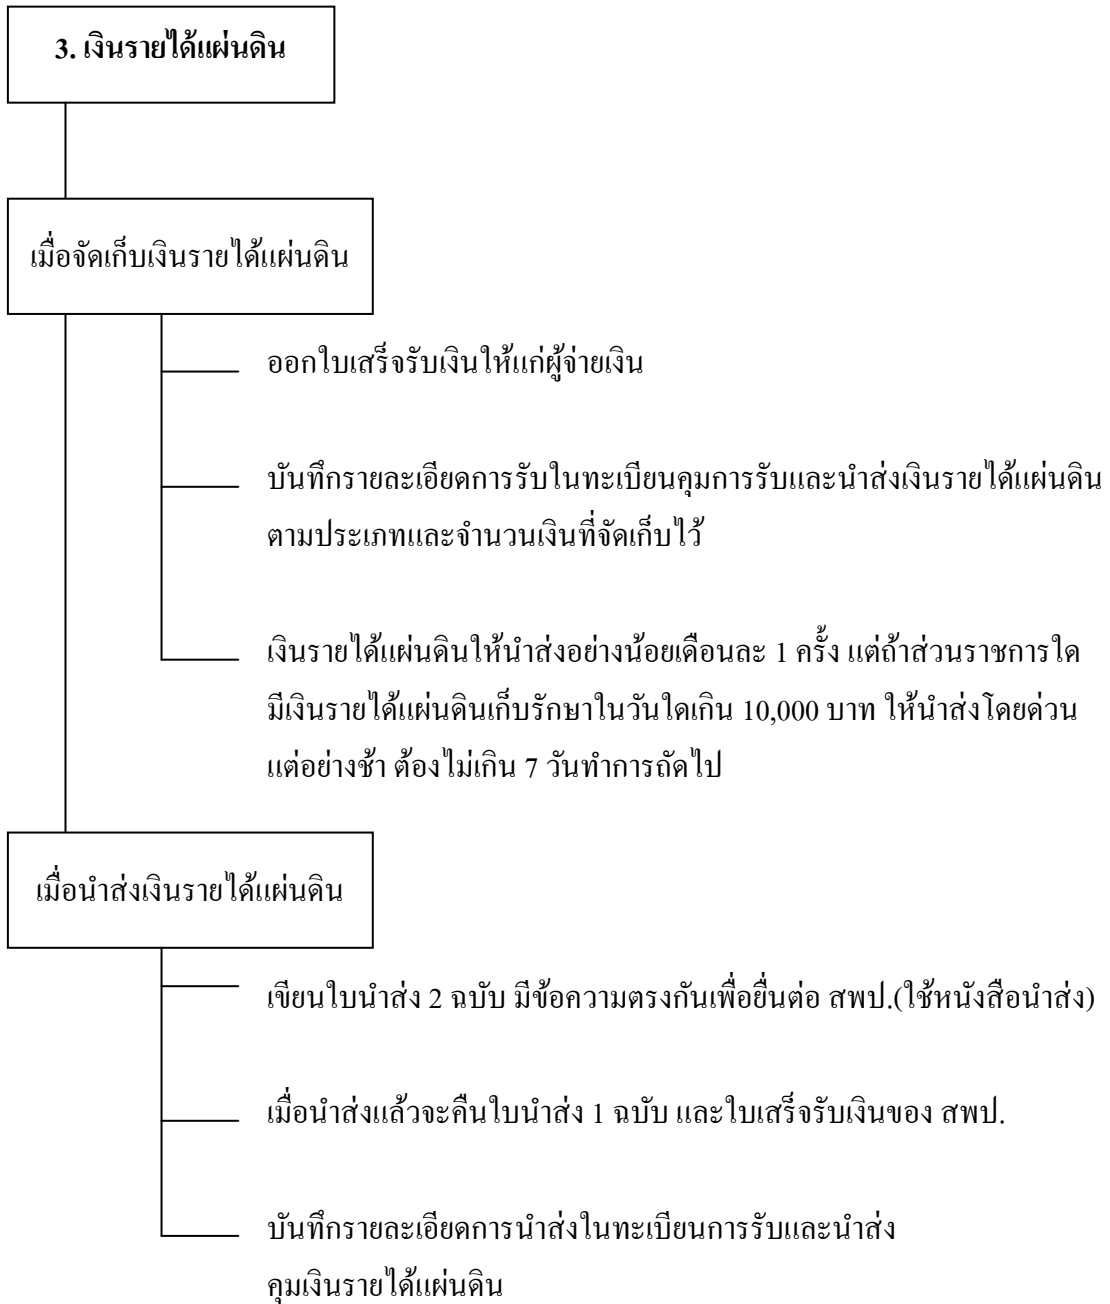 3. เงินรายได้แผ่นดิน
เมื่อจัดเก็บเงินรายได้แผ่นดิน
ออกใบเสร็จรับเงินให้แก่ผู้จ่ายเงิน
บันทึกรายละเอียดการรับในทะเบียนคุมการรับและนำส่งเงินรายได้แผ่นดิน
ตามประเภทและจำนวนเงินที่จัดเก็บไว้
เงินรายได้แผ่นดินให้นำส่งอย่างน้อยเดือนละ 1 ครั้ง แต่ถ้าส่วนราชการใด
มีเงินรายได้แผ่นดินเก็บรักษาในวันใดเกิน 10,000 บาท ให้นำส่งโดยด่วน
แต่อย่างช้า ต้องไม่เกิน 7 วันทำการถัดไป
เมื่อนำส่งเงินรายได้แผ่นดิน
เขียนใบนำส่ง 2 ฉบับ มีข้อความตรงกันเพื่อยื่นต่อ สพป.(ใช้หนังสือนำส่ง)
เมื่อนำส่งแล้วจะคืนใบนำส่ง 1 ฉบับ และใบเสร็จรับเงินของ สพป.
บันทึกรายละเอียดการนำส่งในทะเบียนการรับและนำส่ง
คุมเงินรายได้แผ่นดิน